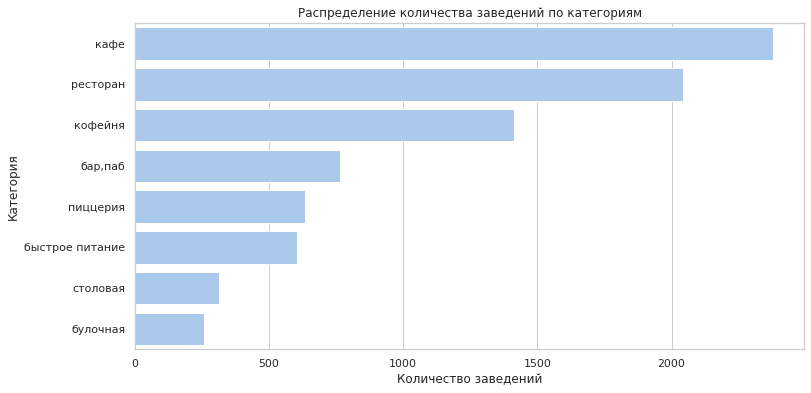 Распределение количества заведений по категориям
Категория
кафе
ресторан
кофейня
бар,паб
пиццерия
быстрое питание
столовая
булочная
0 500 1000 1500 2000
Количество заведений